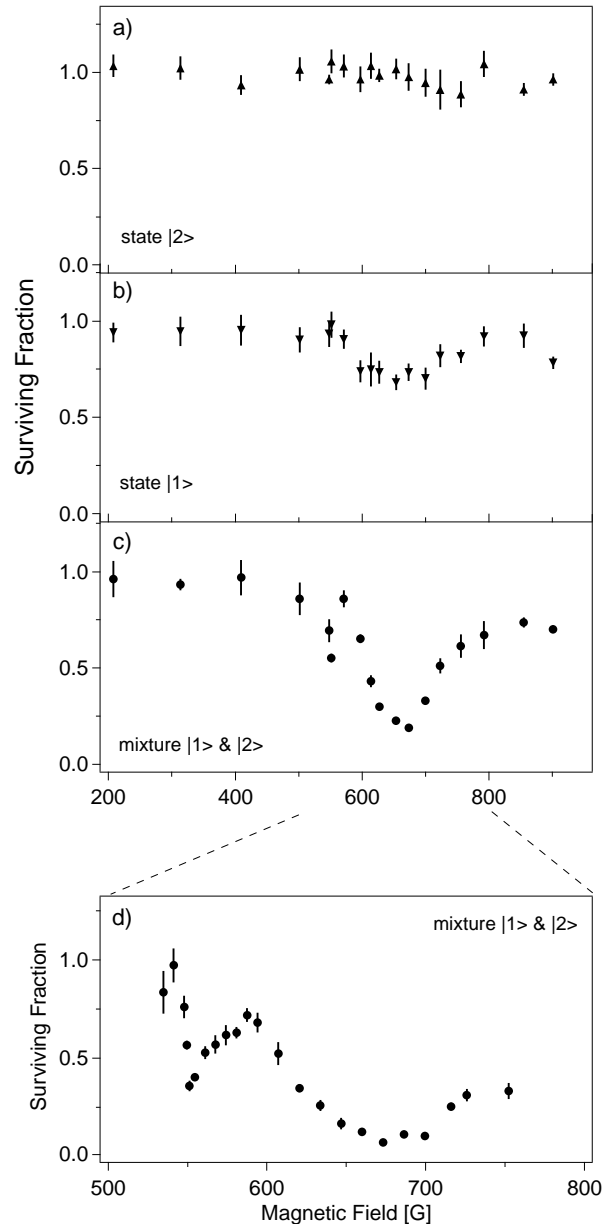 a)
1.0
0.5
0.0
state |2>
b)
1.0
0.5
0.0
state |1>
Surviving Fraction
c)
1.0
0.5
0.0
mixture |1> & |2>
200 400 600 800
d)
mixture |1> & |2>
1.0
0.5
0.0
Surviving Fraction
500 600 700 800
Magnetic Field [G]